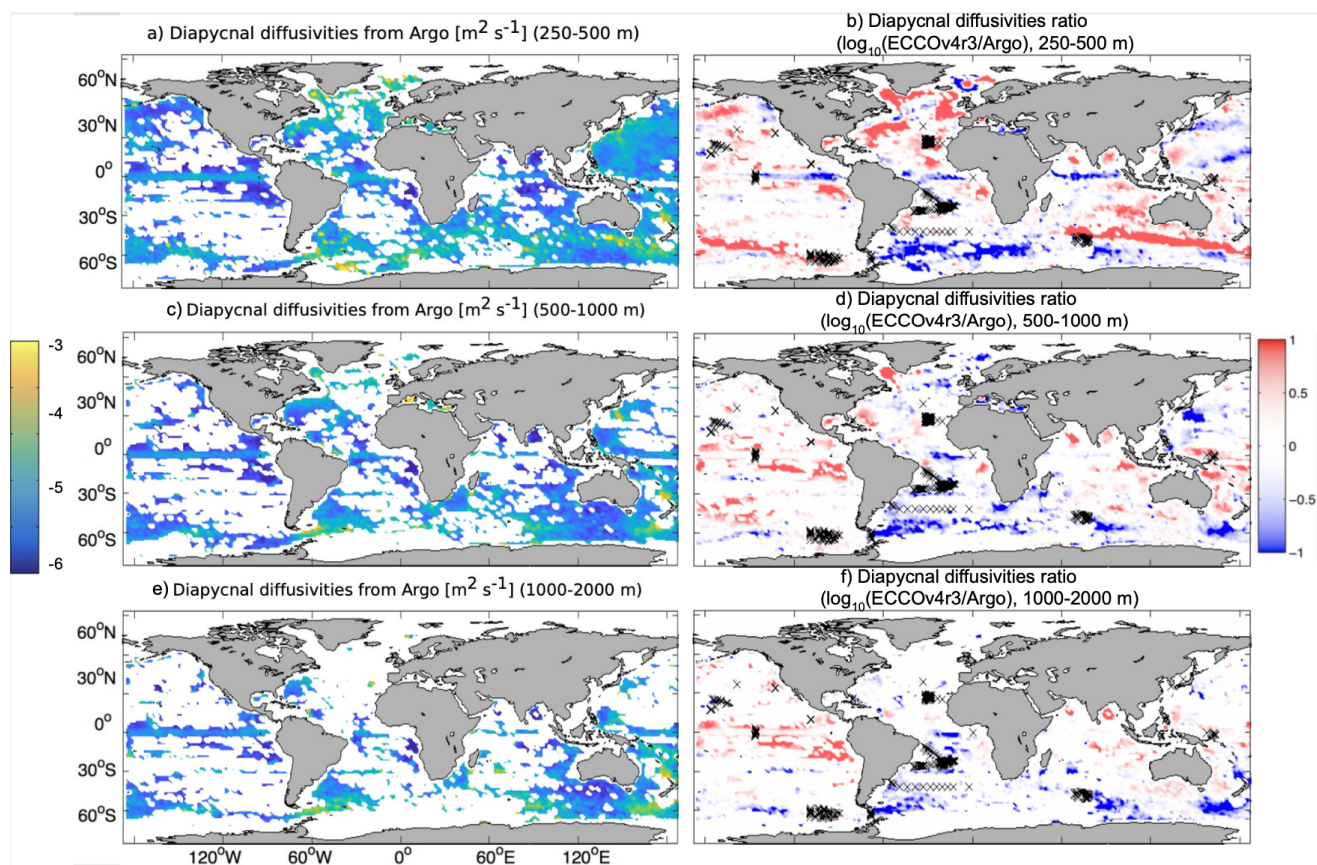 a) Diapycnal diffusivities from Argo [m² s⁻¹] (250-500 m)
b) Diapycnal diffusivities ratio
(log₁₀(ECCOv4r3/Argo), 250-500 m)
60°N
30°N
0°
30°S
60°S
c) Diapycnal diffusivities from Argo [m² s⁻¹] (500-1000 m)
d) Diapycnal diffusivities ratio
(log₁₀(ECCOv4r3/Argo), 500-1000 m)
-3
-4
-5
-6
60°N
30°N
0°
30°S
60°S
1
0.5
0
−0.5
−1
e) Diapycnal diffusivities from Argo [m² s⁻¹] (1000-2000 m)
f) Diapycnal diffusivities ratio
(log₁₀(ECCOv4r3/Argo), 1000-2000 m)
60°N
30°N
0°
30°S
60°S
120°W 60°W 0° 60°E 120°E